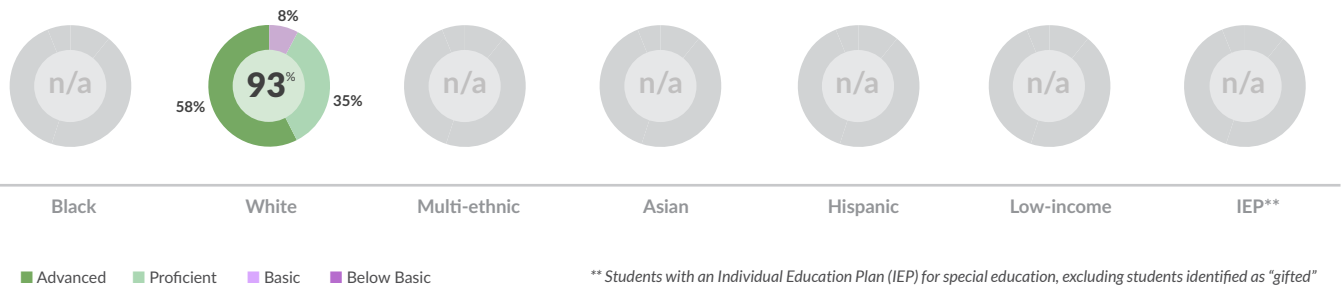 8%
n/a
93%
n/a
n/a
n/a
n/a
n/a
58%
35%
Black
White
Multi-ethnic
Asian
Hispanic
Low-income
IEP**
Advanced
Proficient
Basic
Below Basic
** Students with an Individual Education Plan (IEP) for special education, excluding students identified as “gifted”